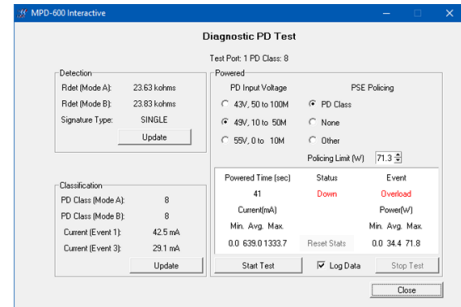 MPD-600 Interactive
Diagnostic PD Test
Test Port: 1 PD Class: 8
Detection
Rdet (Mode A): 23.63 kohms
Rdet (Mode B): 23.83 kohms
Signature Type: SINGLE
Update
Classification
PD Class (Mode A): 8
PD Class (Mode B): 8
Current (Event 1): 42.5 mA
Current (Event 3): 29.1 mA
Update
Powered
PD Input Voltage PSE Policing
43V, 50 to 100M PD Class
49V, 10 to 50M None
55V, 0 to 10M Other
Policing Limit (W) 71.3
Powered Time (sec) Status Event
41 Down Overload
Current(mA) Power(W)
Min. Avg. Max. Min. Avg. Max.
0.0 639.0 1333.7 Reset Stats 0.0 34.4 71.8
Start Test Log Data Stop Test
Close